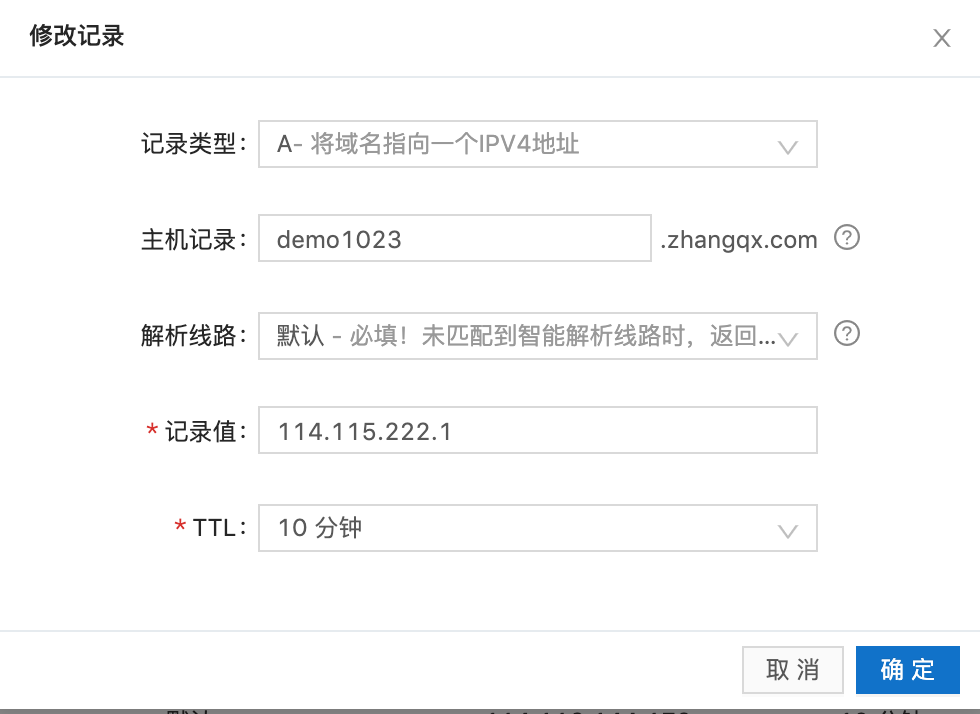 修改记录
记录类型： A- 将域名指向一个IPV4地址
主机记录： demo1023 .zhangqx.com ?
解析线路： 默认 - 必填！未匹配到智能解析线路时，返回... ?
* 记录值： 114.115.222.1
* TTL： 10 分钟
取 消 确 定